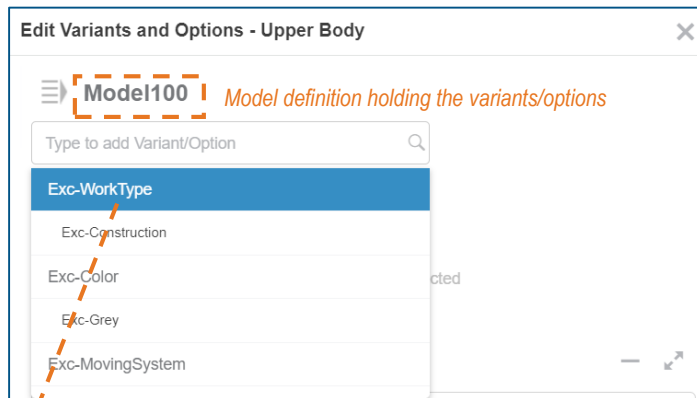 Edit Variants and Options - Upper Body
Model100 Model definition holding the variants/options
Type to add Variant/Option
Exc-WorkType
Exc-Construction
Exc-Color
cted
Exc-Grey
Exc-MovingSystem